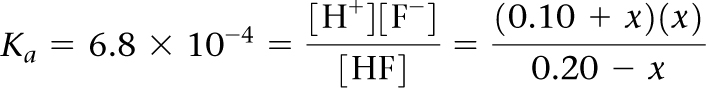 Kₐ = 6.8 × 10⁻⁴ = [H⁺][F⁻] / [HF] = (0.10 + x)(x) / 0.20 − x